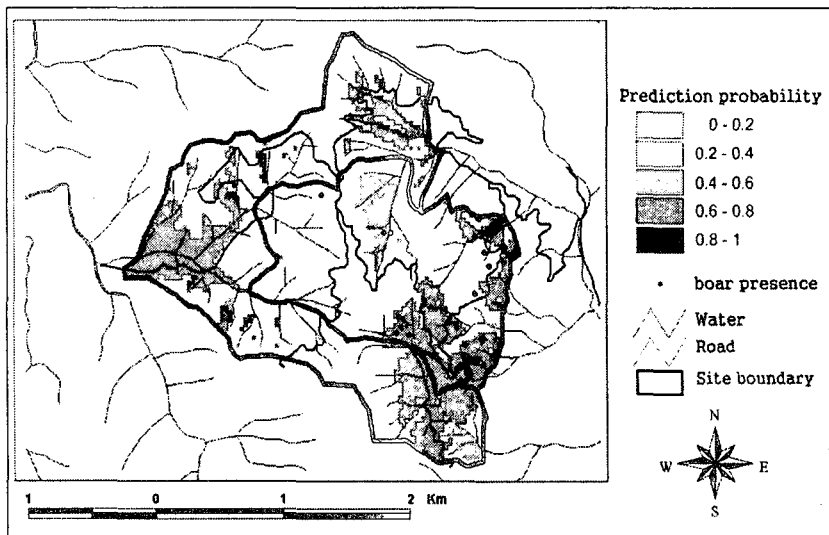 Prediction probability
0 - 0.2
0.2 - 0.4
0.4 - 0.6
0.6 - 0.8
0.8 - 1
boar presence
Water
Road
Site boundary
N
W E
S
1 0 1 2 Km